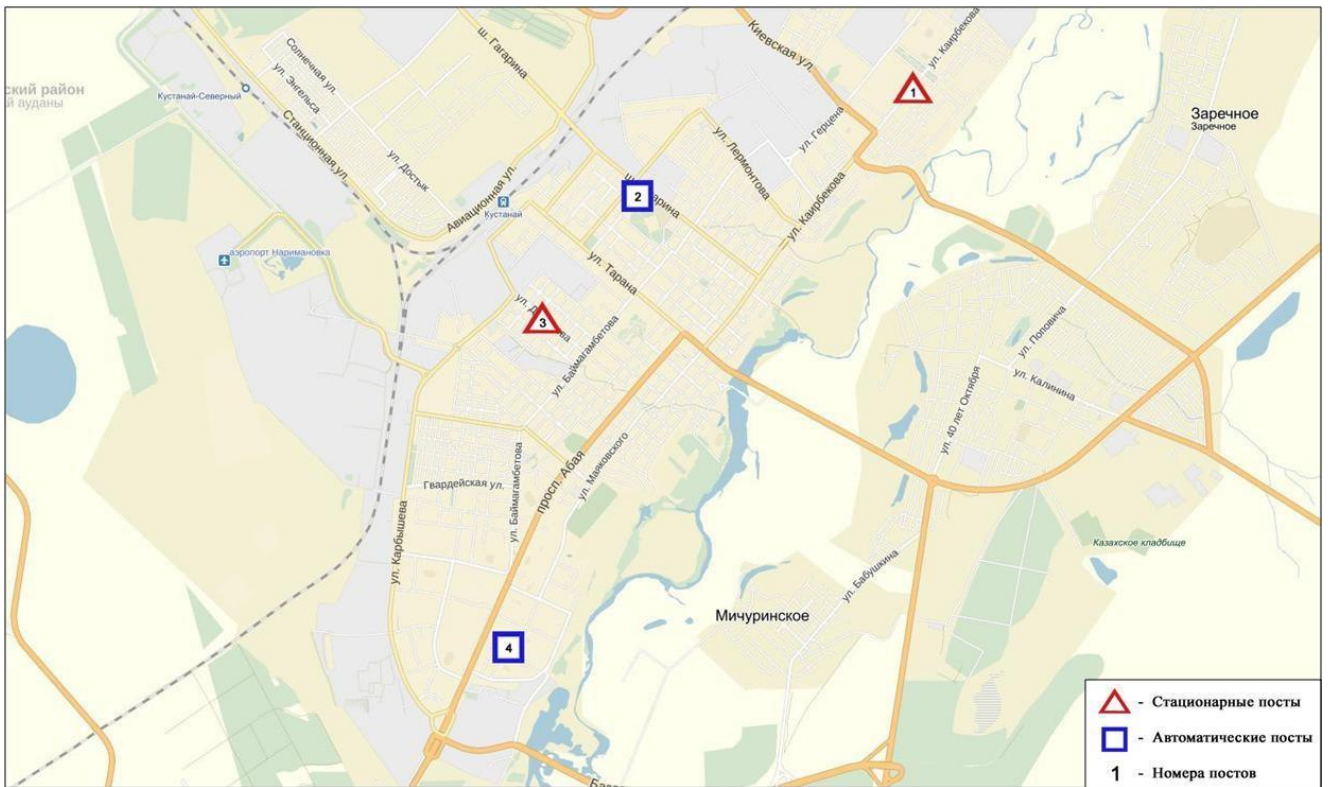 ш. Гагарина
Киевская ул.
ул. Каирбекова
1
Солнечная ул.
ул. Энгельса
ский район
й ауданы
Кустанай-Северный
Станционная ул.
ул. Достык
Авиационная ул.
Кустанай
2
ул. Лермонтова
ул. Герцена
ул. Каирбекова
Заречное
Заречное
аэропорт Наримановка
ул. Тарана
3
ул. Баймагамбетова
ул. Поповича
ул. Калинина
ул. 40 лет Октября
Гвардейская ул.
ул. Баймагамбетова
просп. Абая
ул. Маяковского
ул. Карбышева
Казахское кладбище
ул. Бабушкина
Мичуринское
4
- Стационарные посты
- Автоматические посты
1 - Номера постов